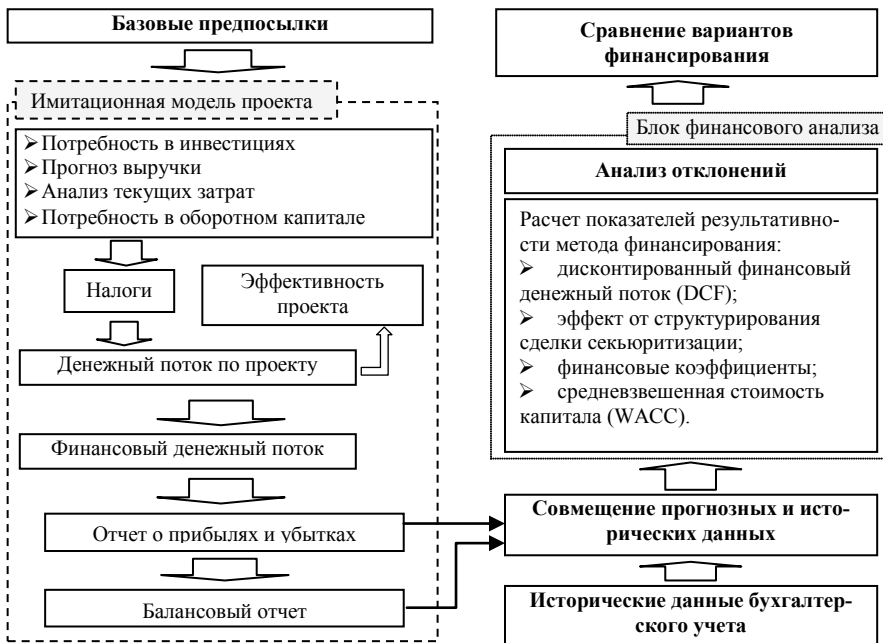 Базовые предпосылки
Имитационная модель проекта
➢Потребность в инвестициях
➢Прогноз выручки
➢Анализ текущих затрат
➢Потребность в оборотном капитале
Налоги
Эффективность
проекта
Денежный поток по проекту
Финансовый денежный поток
Отчет о прибылях и убытках
Балансовый отчет
Сравнение вариантов
финансирования
Блок финансового анализа
Анализ отклонений
Расчет показателей результативно-
сти метода финансирования:
➢ дисконтированный финансовый
денежный поток (DCF);
➢ эффект от структурирования
сделки секьюритизации;
➢ финансовые коэффициенты;
➢ средневзвешенная стоимость
капитала (WACC).
Совмещение прогнозных и исто-
рических данных
Исторические данные бухгалтер-
ского учета